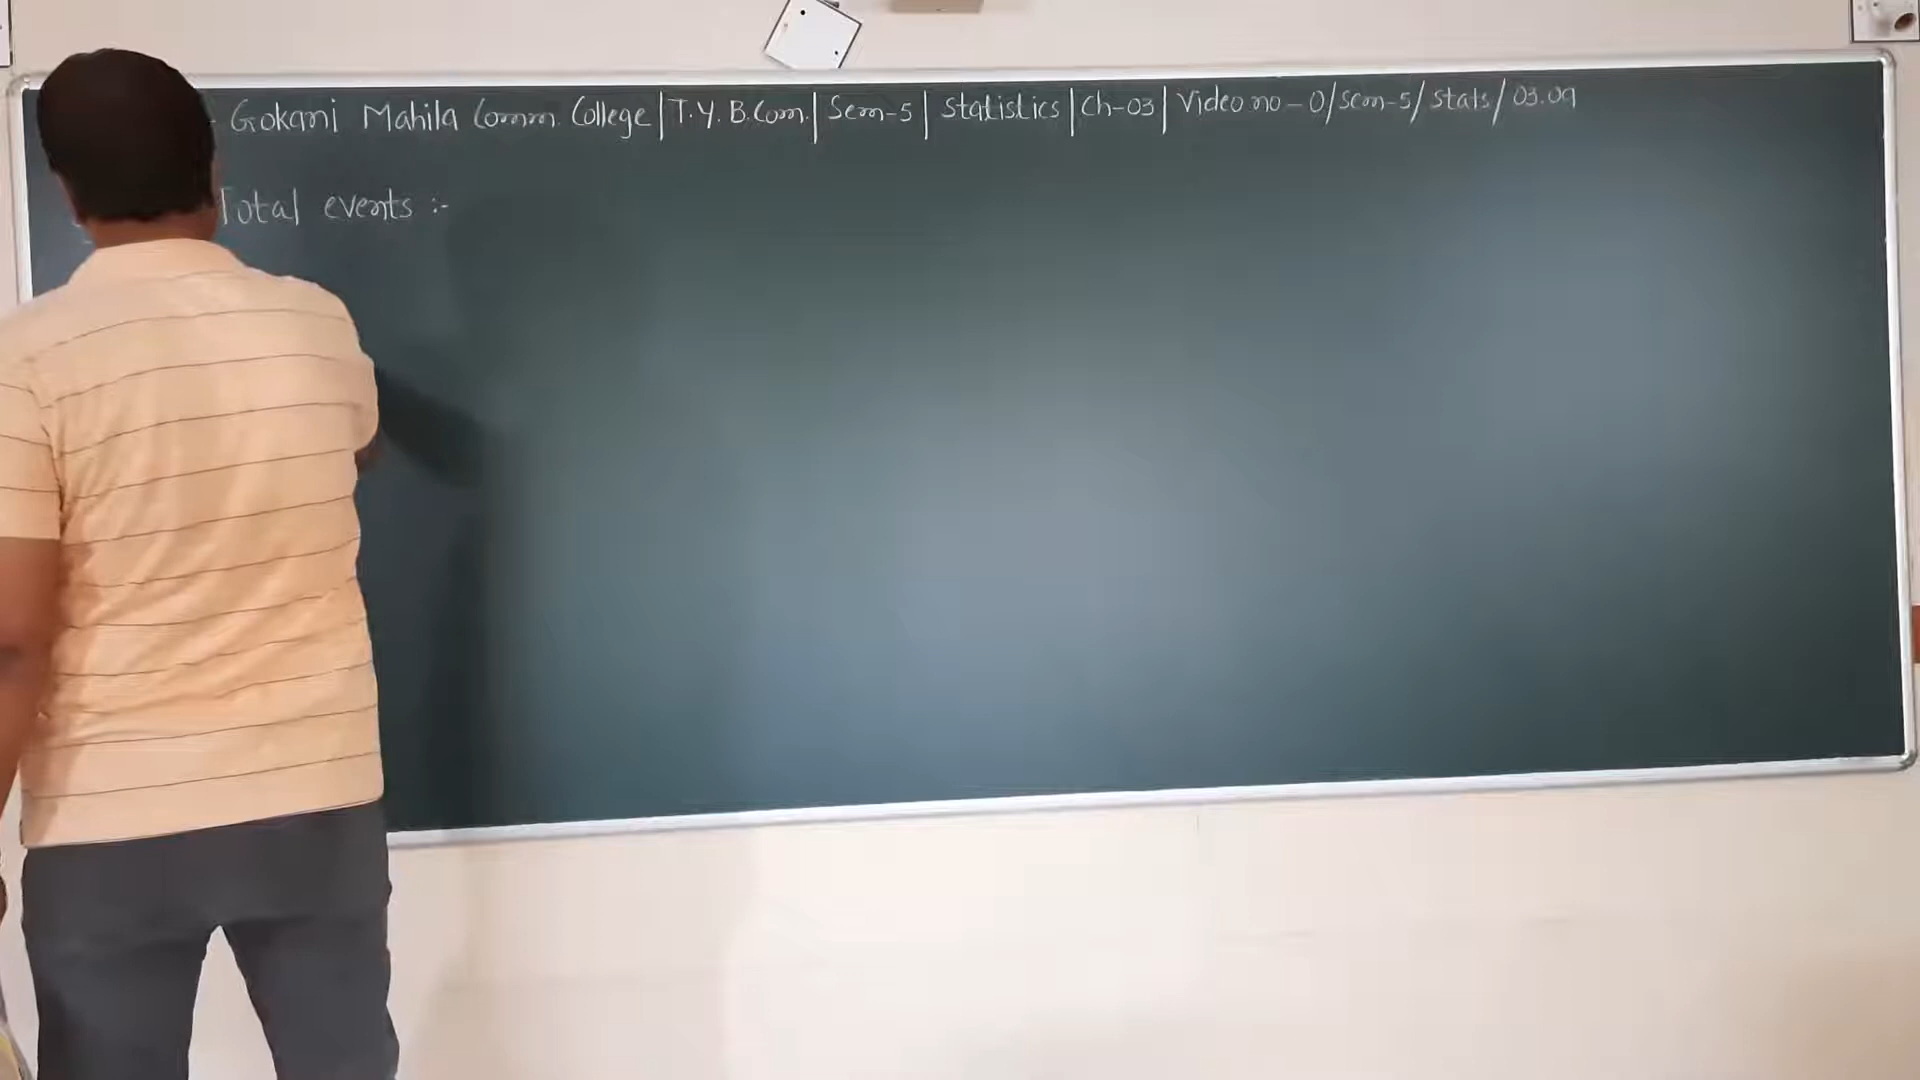 - Gokani Mahila Comm. College | T.Y. B.Com. | Sem-5 | Statistics | Ch-03 | Video no - 0/Sem-5/Stats/03.09
Total events :-